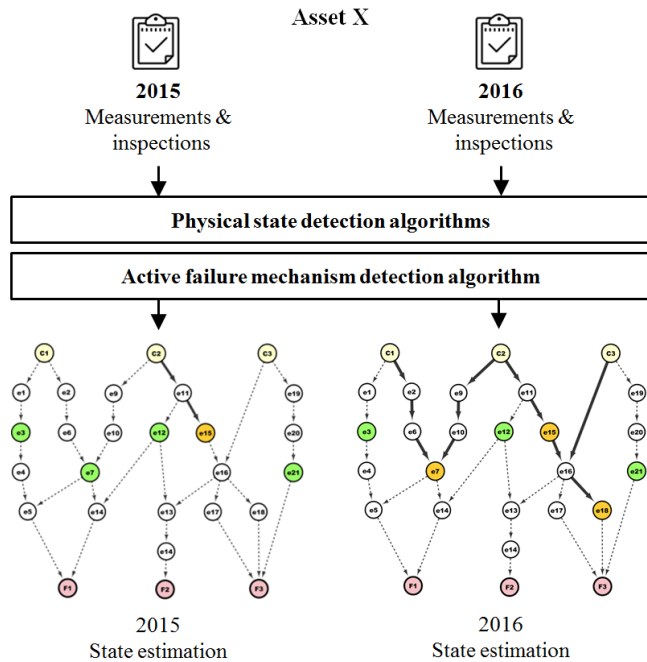 Asset X
2015
Measurements &
inspections
2016
Measurements &
inspections
Physical state detection algorithms
Active failure mechanism detection algorithm
C1 C2 C3
e1 e2 e9 e11 e19
e3 e6 e10 e12 e15 e20
e4 e7 e16 e21
e5 e14 e13 e17 e18
e14
F1 F2 F3
2015
State estimation
C1 C2 C3
e1 e2 e9 e11 e19
e3 e6 e10 e12 e15 e20
e4 e7 e16 e21
e5 e14 e13 e17 e18
e14
F1 F2 F3
2016
State estimation